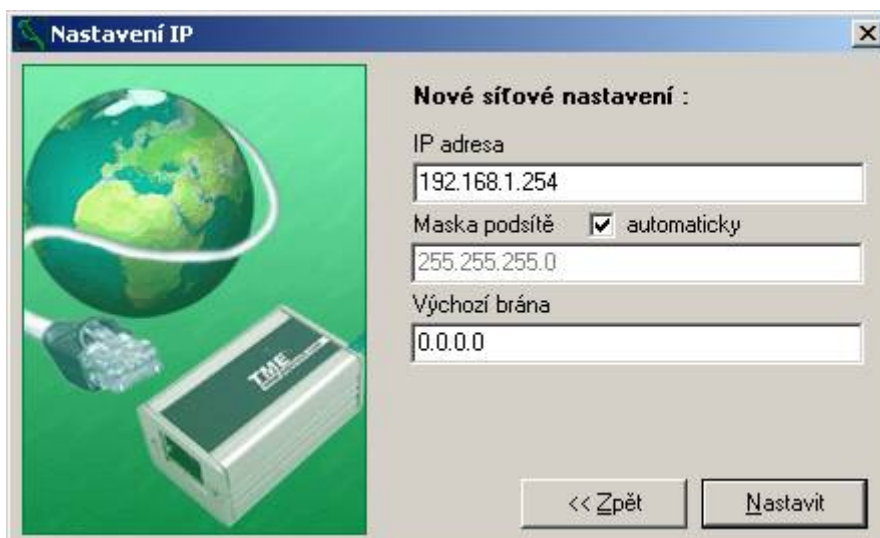 Nastavení IP
Nové síťové nastavení :
IP adresa
192.168.1.254
Maska podsítě automaticky
255.255.255.0
Výchozí brána
0.0.0.0
TME
<< Zpět Nastavit